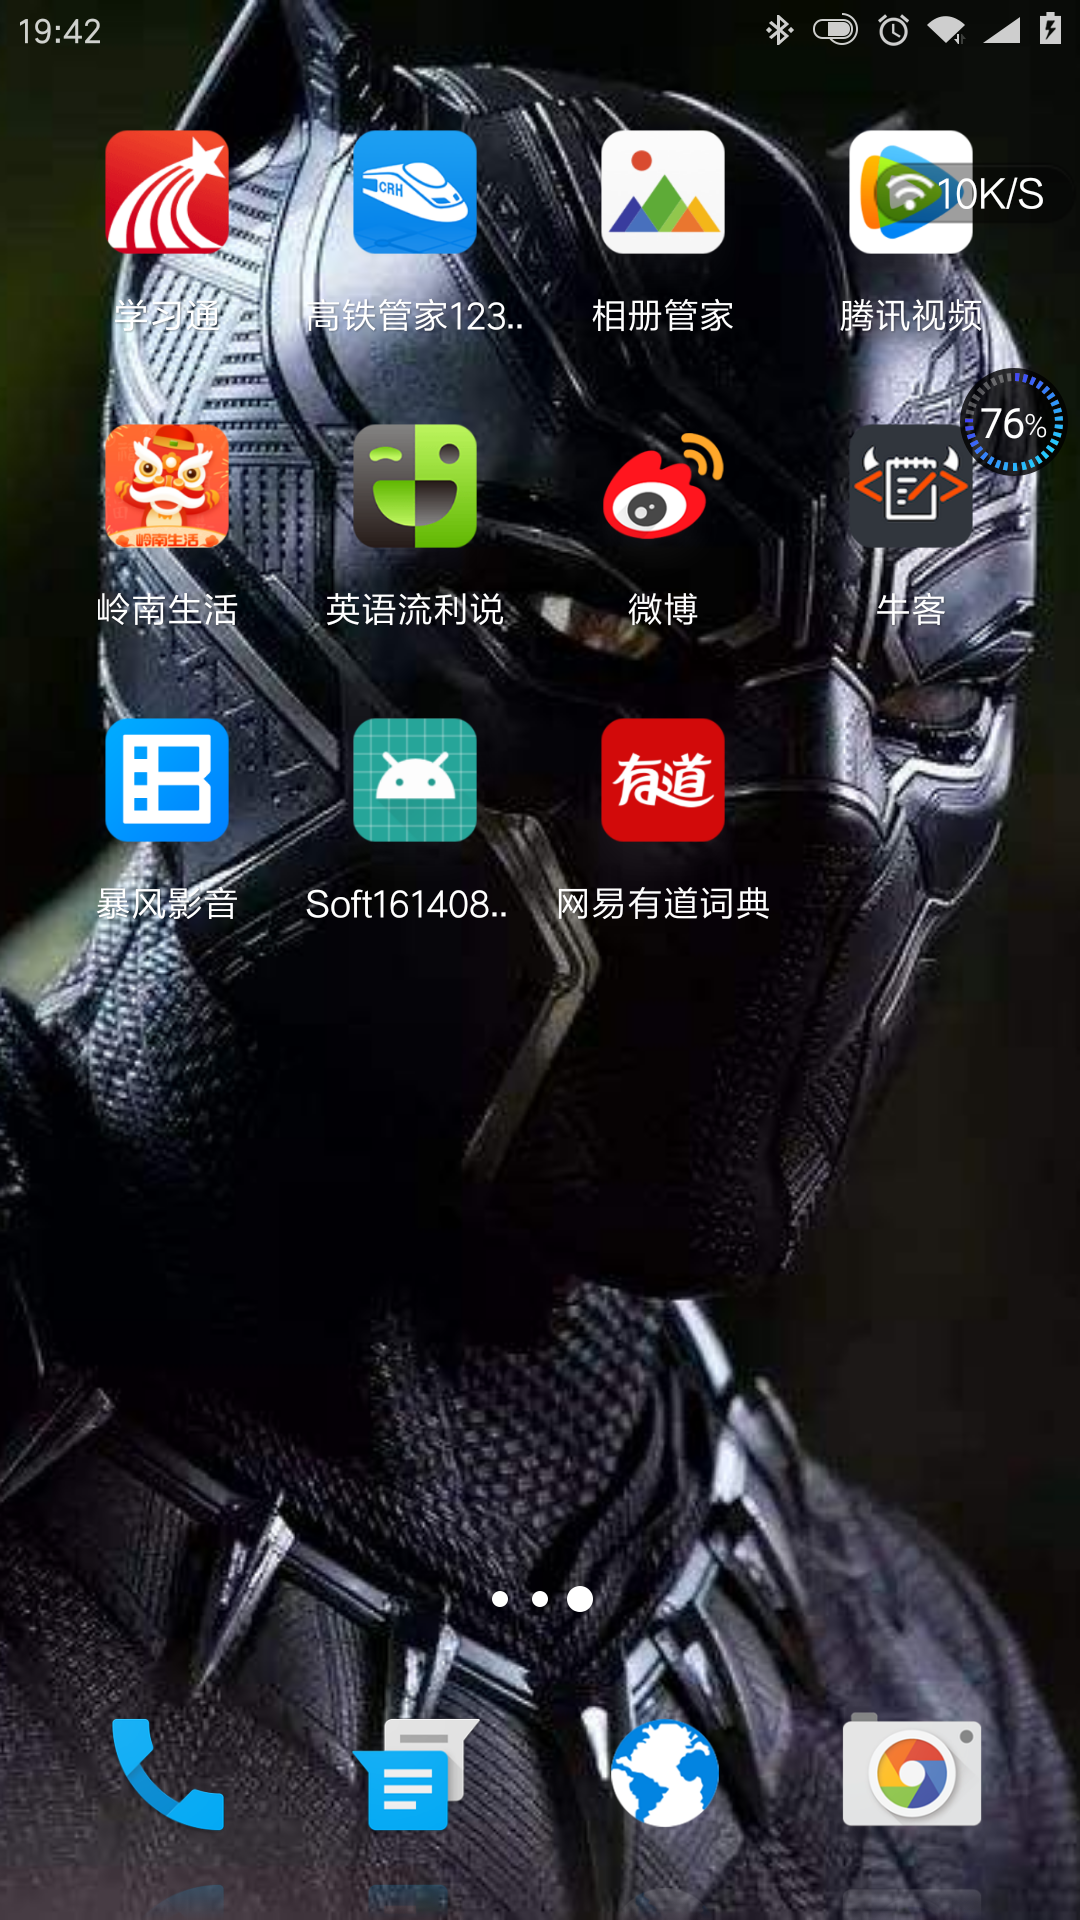 19:42
10K/S
CRH
学习通
高铁管家123..
相册管家
腾讯视频
76%
岭南生活
岭南生活
英语流利说
微博
牛客
有道
暴风影音
Soft161408..
网易有道词典